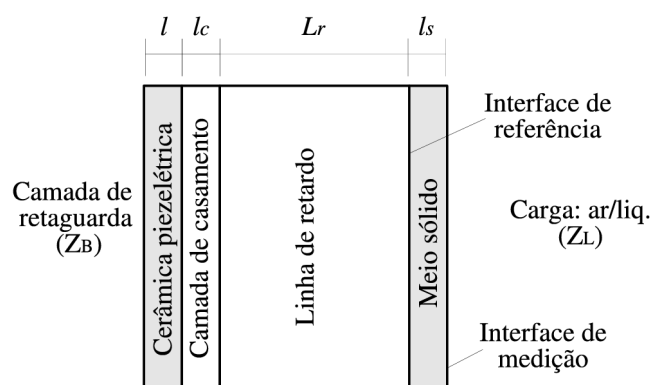 l
lc
Lr
ls
Camada de
retaguarda
(ZB)
Cerâmica piezelétrica
Camada de casamento
Linha de retardo
Meio sólido
Interface de
referência
Carga: ar/liq.
(ZL)
Interface de
medição